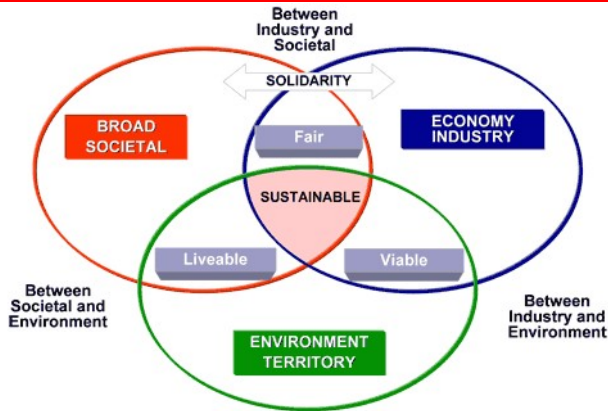 Between
Industry and
Societal
SOLIDARITY
BROAD
SOCIETAL
ECONOMY
INDUSTRY
Fair
SUSTAINABLE
Liveable
Viable
Between
Societal and
Environment
Between
Industry and
Environment
ENVIRONMENT
TERRITORY